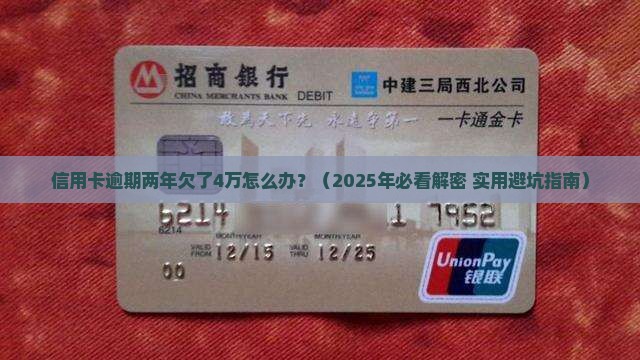 招商银行
CHINA MERCHANTS BANK DEBIT
中建三局西北公司
敢为天下先 永远争第一
一卡通金卡
信用卡逾期两年欠了4万怎么办？（2025年必看解密 实用避坑指南）
6214 1 7952
6214
MONTH/YEAR MONTH/YEAR
VALID FROM 12/15 VALID THRU 12/25
00
UnionPay
银联